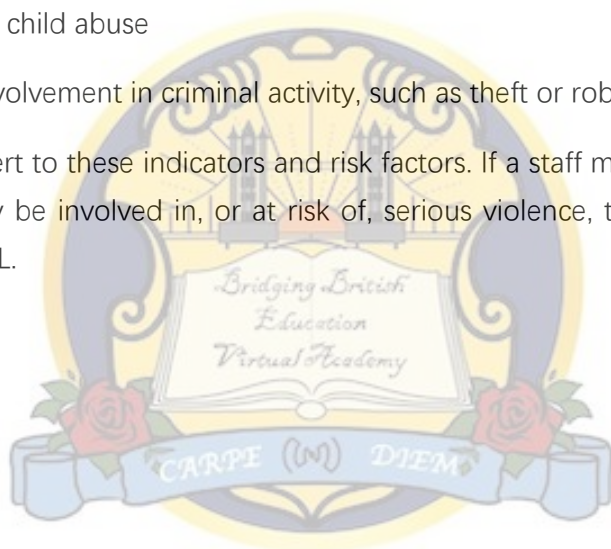 child abuse
volvement in criminal activity, such as theft or rob
ert to these indicators and risk factors. If a staff m
be involved in, or at risk of, serious violence, t
L.
Bridging British
Education
Virtual Academy
CARPE (IM) DIEM